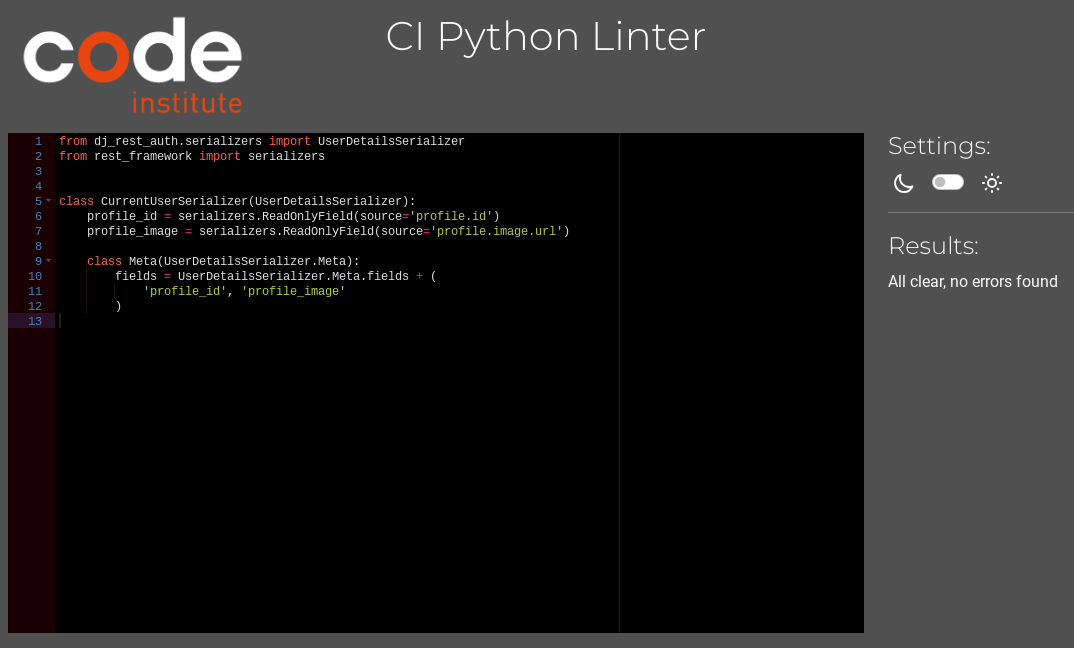 code
institute
CI Python Linter
1 from dj_rest_auth.serializers import UserDetailsSerializer
2 from rest_framework import serializers
3
4
5 class CurrentUserSerializer(UserDetailsSerializer):
6     profile_id = serializers.ReadOnlyField(source='profile.id')
7     profile_image = serializers.ReadOnlyField(source='profile.image.url')
8
9     class Meta(UserDetailsSerializer.Meta):
10         fields = UserDetailsSerializer.Meta.fields + (
11             'profile_id', 'profile_image'
12         )
13
Settings:
Results:
All clear, no errors found